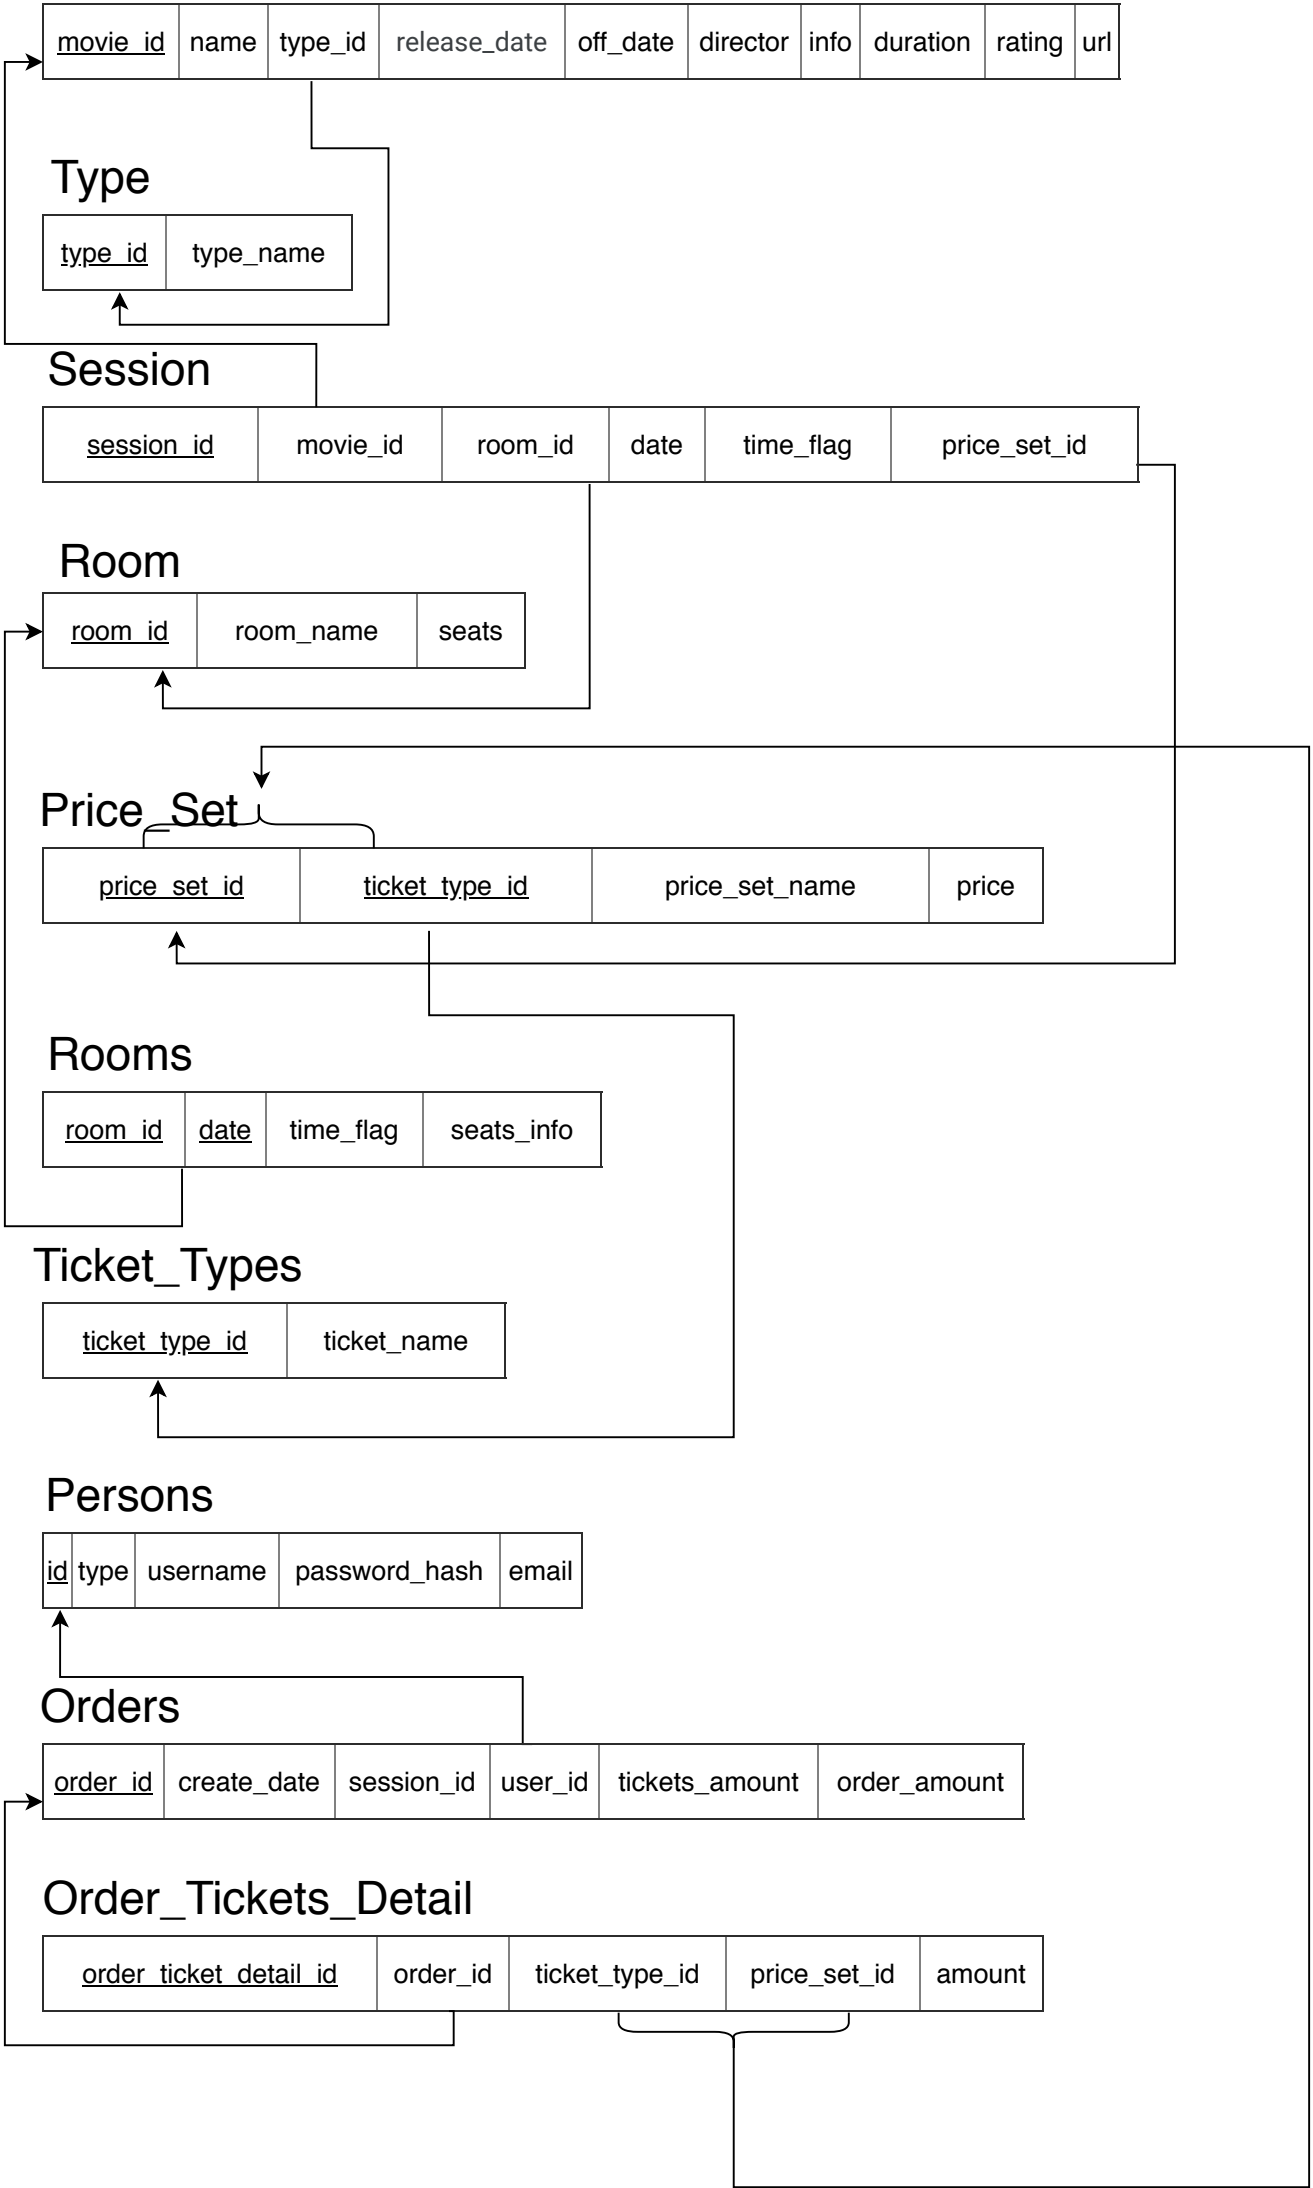 movie_id name type_id release_date off_date director info duration rating url
Type
type_id type_name
Session
session_id movie_id room_id date time_flag price_set_id
Room
room_id room_name seats
Price_Set
price_set_id ticket_type_id price_set_name price
Rooms
room_id date time_flag seats_info
Ticket_Types
ticket_type_id ticket_name
Persons
id type username password_hash email
Orders
order_id create_date session_id user_id tickets_amount order_amount
Order_Tickets_Detail
order_ticket_detail_id order_id ticket_type_id price_set_id amount